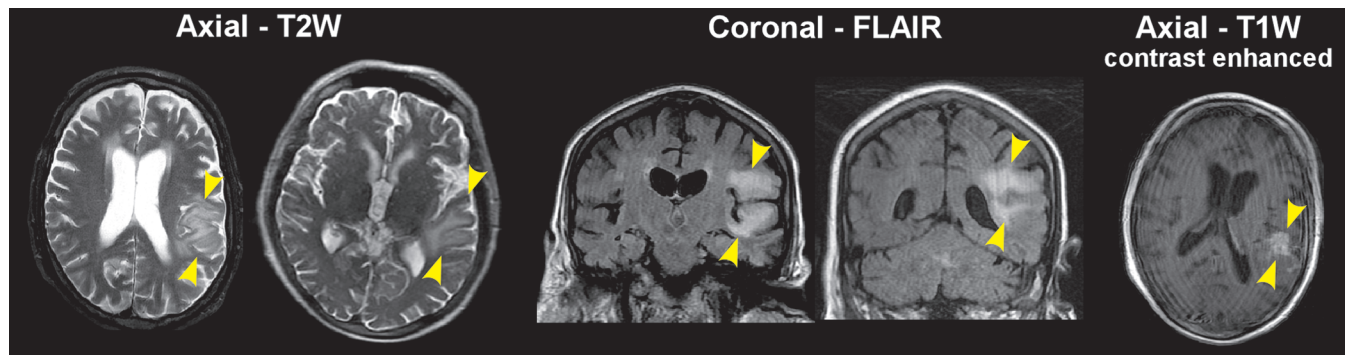 Axial - T2W
Coronal - FLAIR
Axial - T1W
contrast enhanced